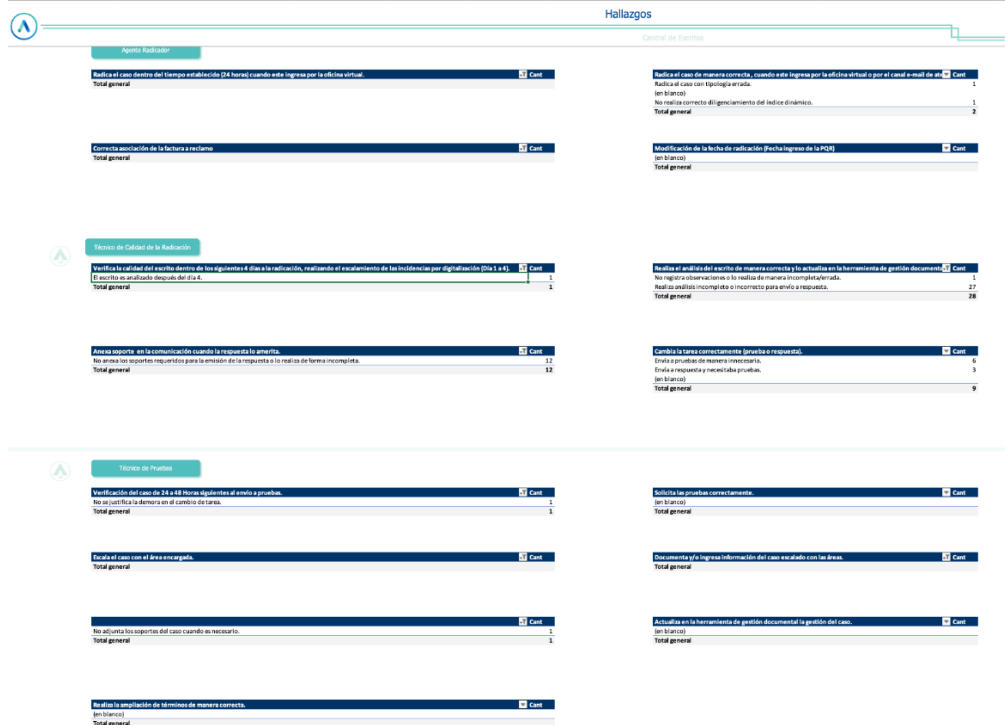 Hallazgos
Central de Escritos
Agente Radicador
Radica el caso dentro del tiempo establecido (24 horas) cuando este ingresa por la oficina virtual. Cant
Total general
Radica el caso de manera correcta , cuando este ingresa por la oficina virtual o por el canal e-mail de ate Cant
Radica el caso con tipología errada. 1
(en blanco)
No realiza correcto diligenciamiento del índice dinámico. 1
Total general 2
Correcta asociación de la factura a reclamo Cant
Total general
Modificación de la fecha de radicación (Fecha ingreso de la PQR) Cant
(en blanco)
Total general
Técnico de Calidad de la Radicación
Verifica la calidad del escrito dentro de los siguientes 4 días a la radicación, realizando el escalamiento de las incidencias por digitalización (Día 1 a 4). Cant
El escrito es analizado después del día 4. 1
Total general 1
Realiza el análisis del escrito de manera correcta y lo actualiza en la herramienta de gestión documenta Cant
No registra observaciones o lo realiza de manera incompleta/errada. 1
Realiza análisis incompleto o incorrecto para envío a respuesta. 27
Total general 28
Anexa soporte en la comunicación cuando la respuesta lo amerita. Cant
No anexa los soportes requeridos para la emisión de la respuesta o lo realiza de forma incompleta. 12
Total general 12
Cambia la tarea correctamente (prueba o respuesta). Cant
Envía a pruebas de manera innecesaria. 6
Envía a respuesta y necesitaba pruebas. 3
(en blanco)
Total general 9
Técnico de Pruebas
Verificación del caso de 24 a 48 Horas siguientes al envío a pruebas. Cant
No se justifica la demora en el cambio de tarea. 1
Total general 1
Solicita las pruebas correctamente. Cant
(en blanco)
Total general
Escala el caso con el área encargada. Cant
Total general
Documenta y/o ingresa información del caso escalado con las áreas. Cant
Total general
Cant
No adjunta los soportes del caso cuando es necesario. 1
Total general 1
Actualiza en la herramienta de gestión documental la gestión del caso. Cant
(en blanco)
Total general
Realiza la ampliación de términos de manera correcta. Cant
(en blanco)
Total general